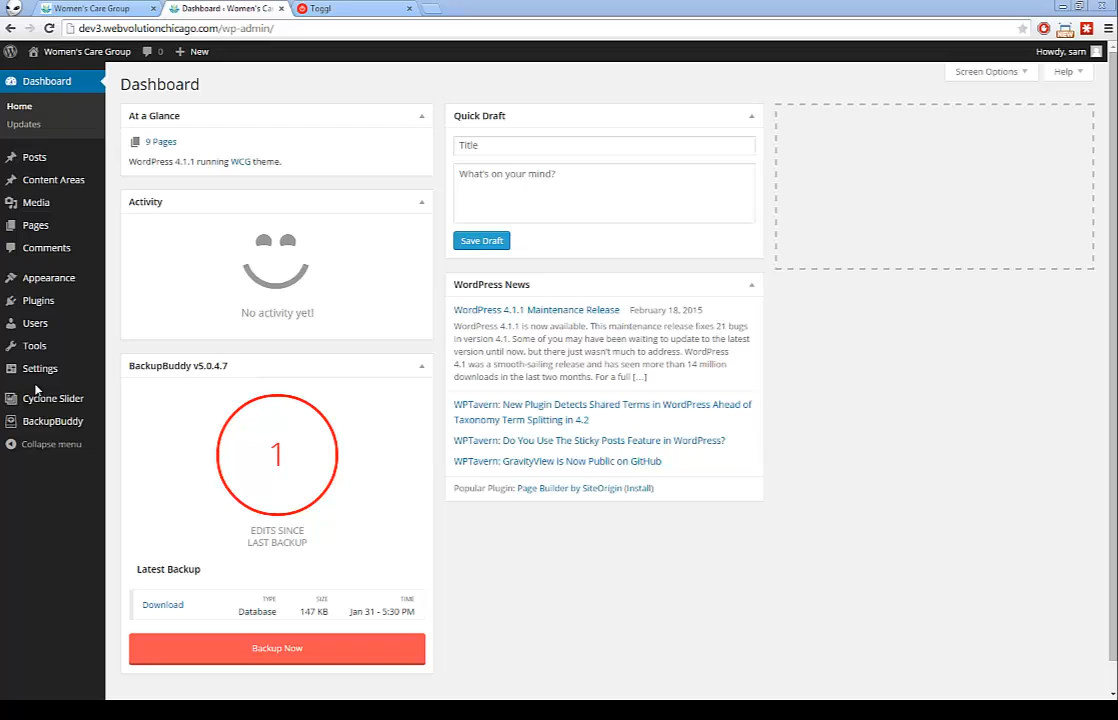 Women's Care Group
Dashboard ‹ Women's Ca
Toggl
dev3.webvolutionchicago.com/wp-admin/
Women's Care Group 0 New
Howdy, sam
Dashboard
Home
Updates
Posts
Content Areas
Media
Pages
Comments
Appearance
Plugins
Users
Tools
Settings
Cyclone Slider
BackupBuddy
Collapse menu
Screen Options
Help
Dashboard
At a Glance
9 Pages
WordPress 4.1.1 running WCG theme.
Activity
No activity yet!
BackupBuddy v5.0.4.7
1
EDITS SINCE
LAST BACKUP
Latest Backup
TYPE SIZE TIME
Download Database 147 KB Jan 31 - 5:30 PM
Backup Now
Quick Draft
Title
What's on your mind?
Save Draft
WordPress News
WordPress 4.1.1 Maintenance Release February 18, 2015
WordPress 4.1.1 is now available. This maintenance release fixes 21 bugs
in version 4.1. Some of you may have been waiting to update to the latest
version until now, but there just wasn't much to address. WordPress
4.1 was a smooth-sailing release and has seen more than 14 million
downloads in the last two months. For a full [...]
WPTavern: New Plugin Detects Shared Terms in WordPress Ahead of
Taxonomy Term Splitting in 4.2
WPTavern: Do You Use The Sticky Posts Feature in WordPress?
WPTavern: GravityView is Now Public on GitHub
Popular Plugin: Page Builder by SiteOrigin (Install)